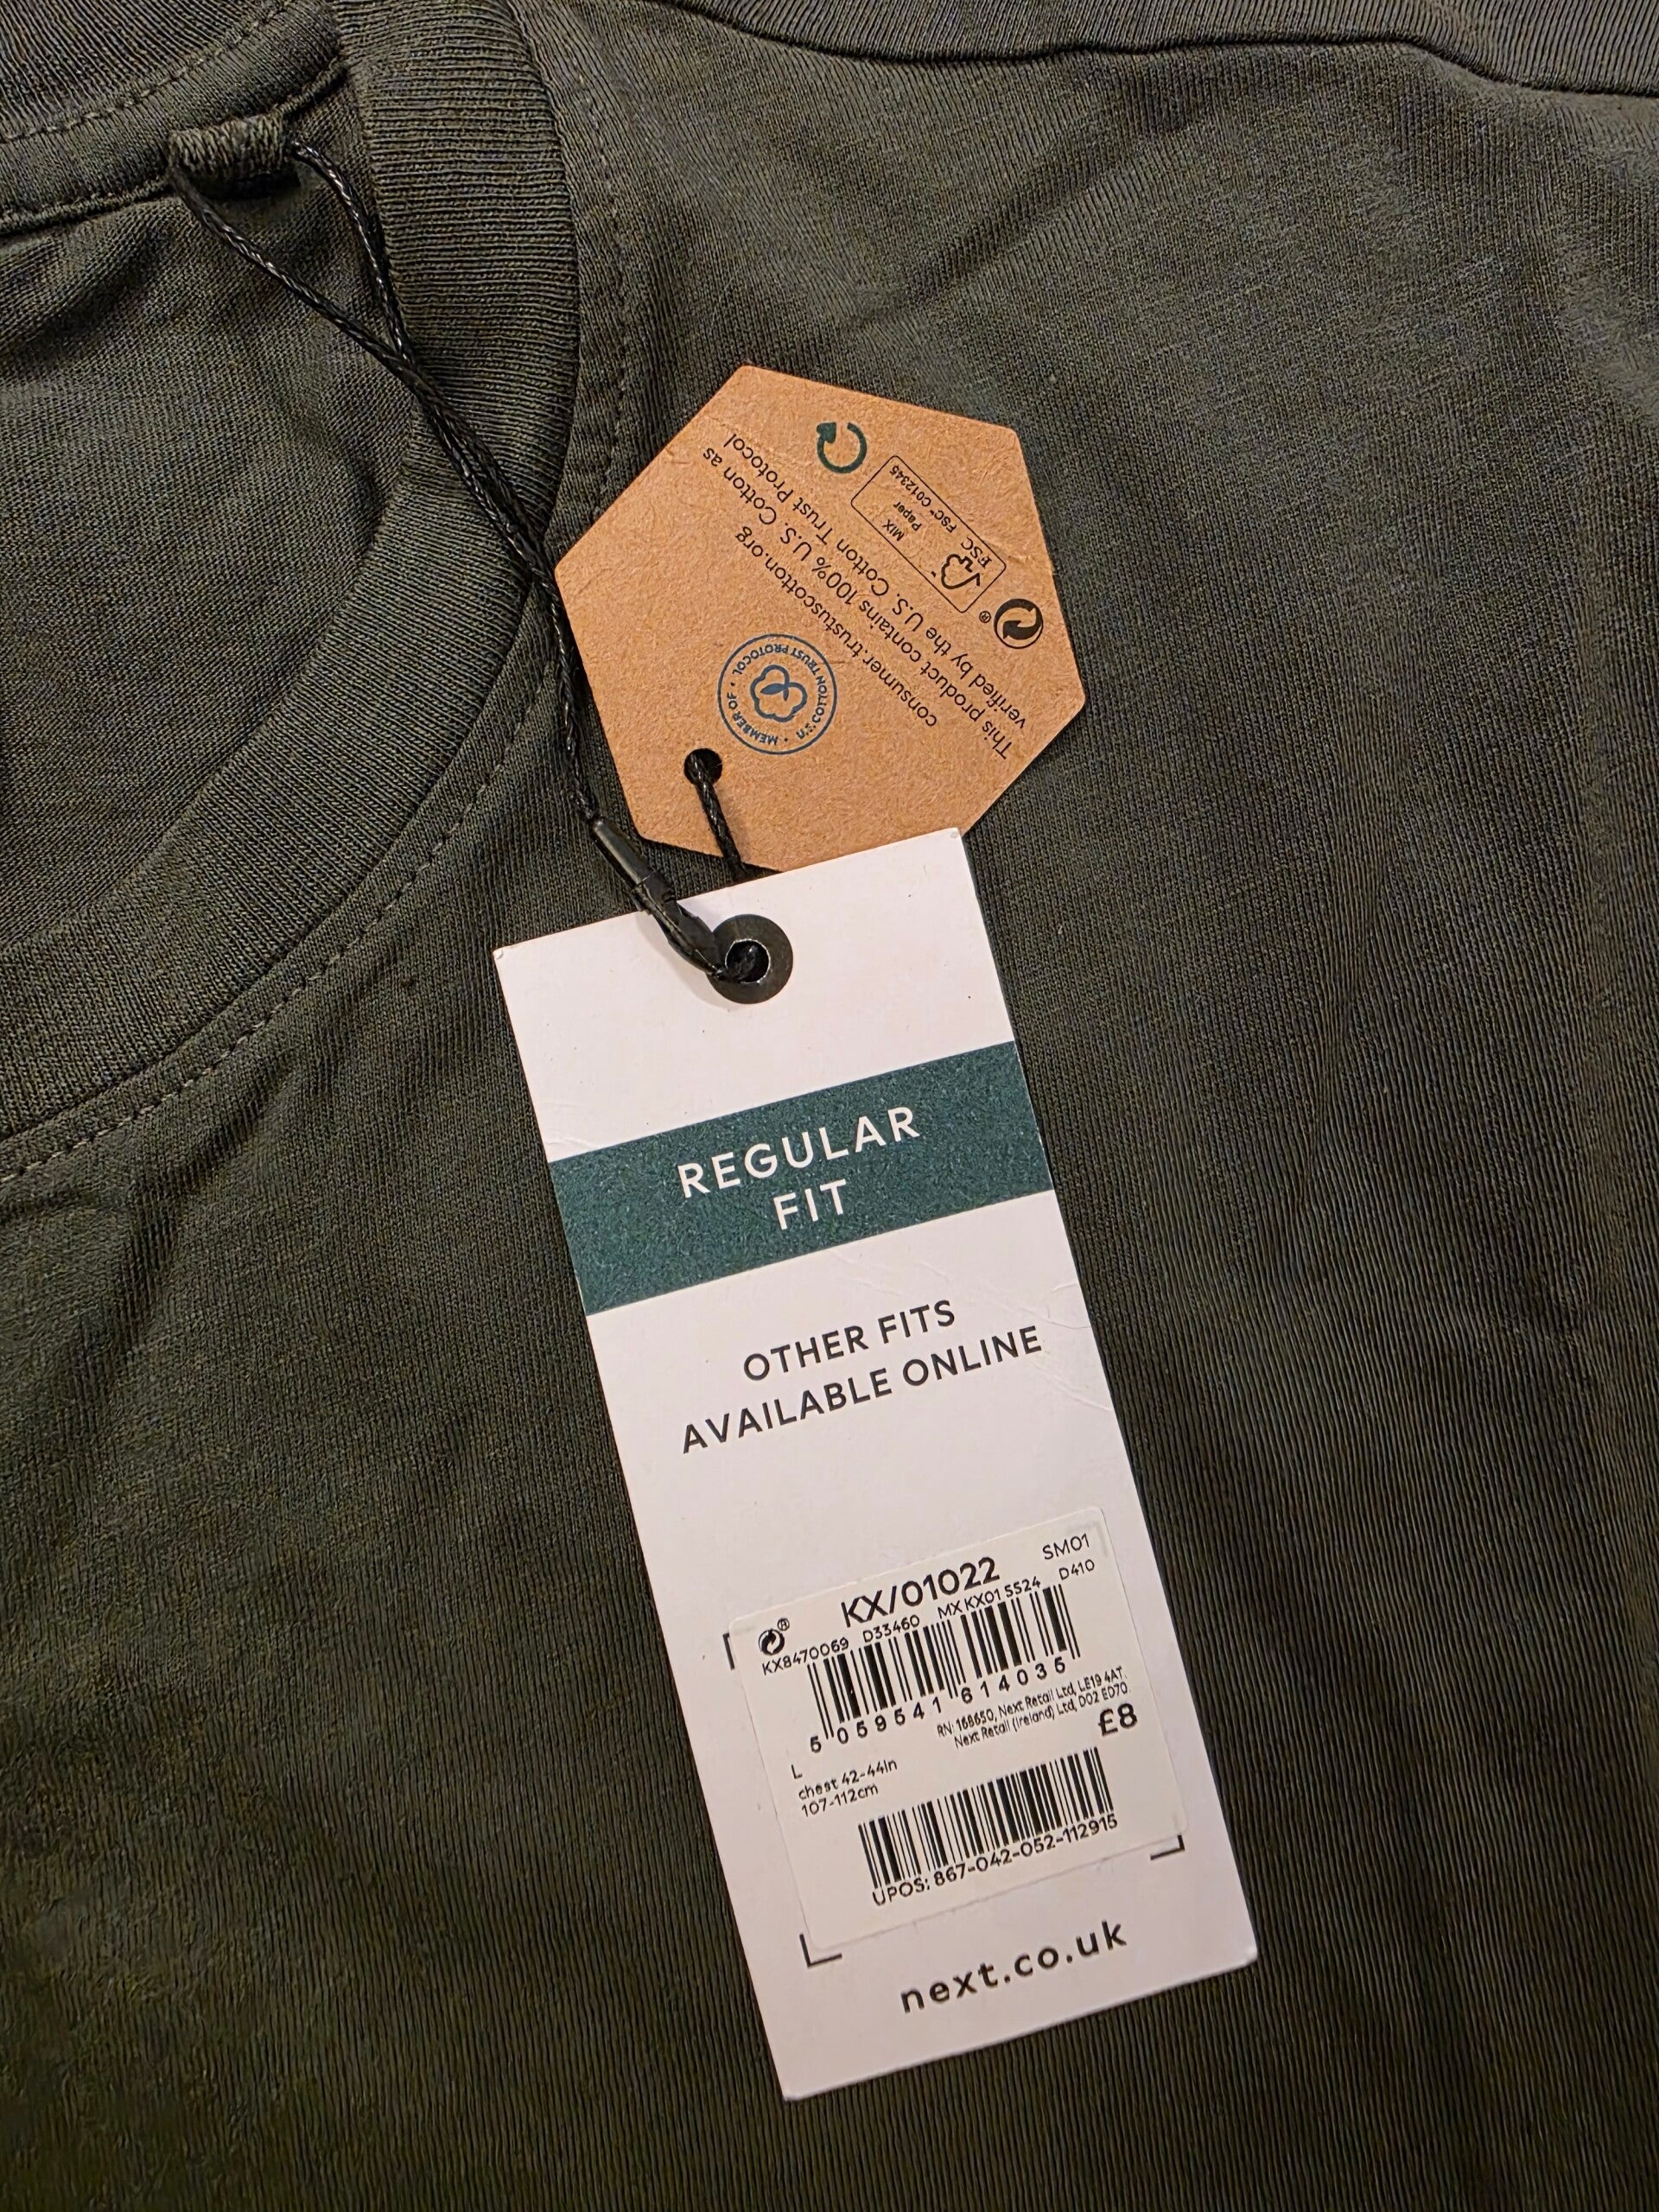 This product contains 100% U.S. Cotton as
verified by the U.S. Cotton Trust Protocol
consumer.trustuscotton.org
MEMBER OF • U.S. COTTON TRUST PROTOCOL •
®
FSC
MIX
Paper
FSC® C012345
REGULAR
FIT
OTHER FITS
AVAILABLE ONLINE
SM01
KX/01022
D410
®
KX8470069 D33460 MX KX01 5524
5 059541 614035
RN: 168650, Next Retail Ltd, LE19 4AT.
Next Retail (Ireland) Ltd, D02 ED70.
£8
L
chest 42-44in
107-112cm
UPOS: 867-042-052-112915
next.co.uk